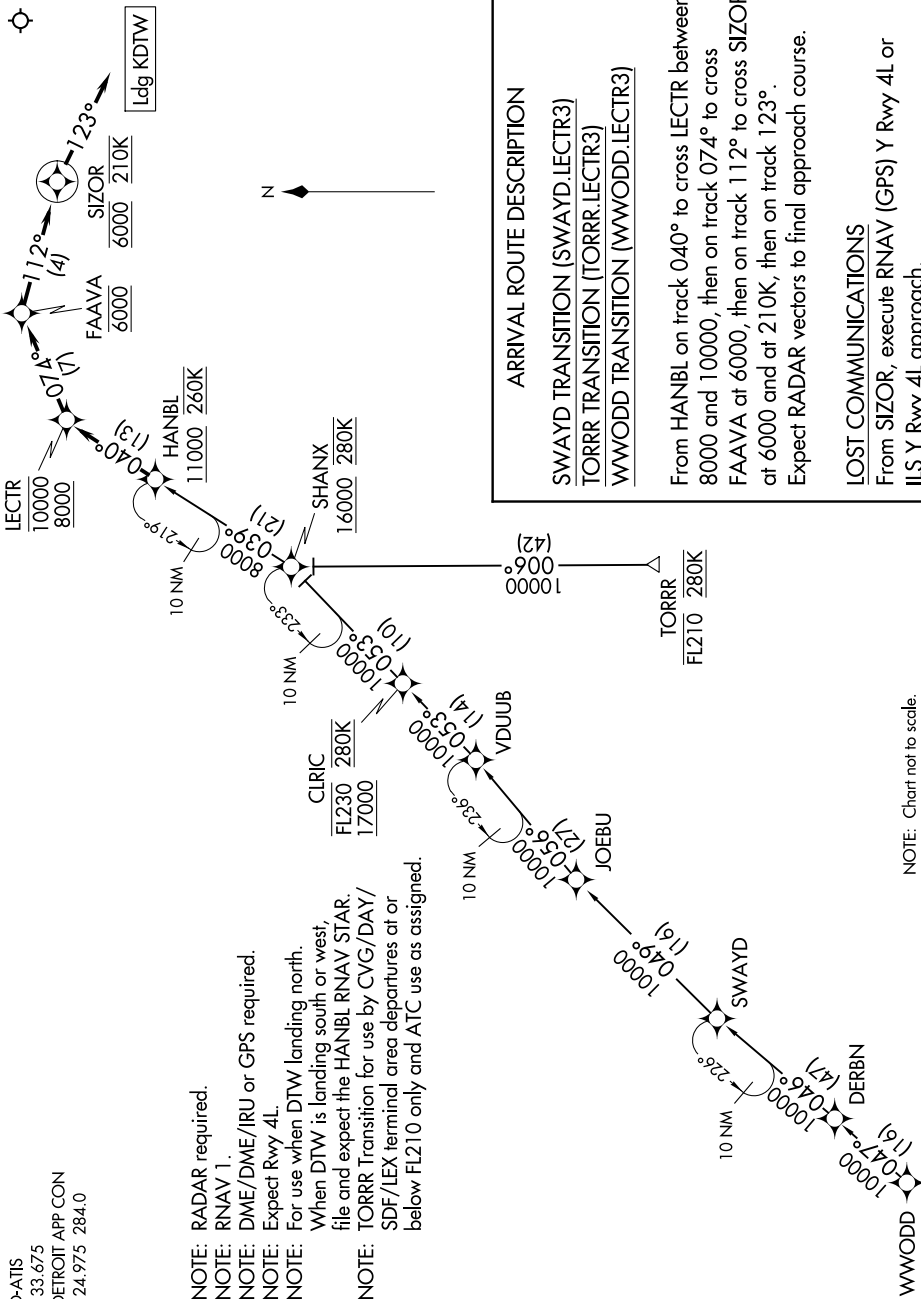 D-ATIS
33.675
DETROIT APP CON
24.975 284.0
NOTE: RADAR required.
NOTE: RNAV 1.
NOTE: DME/DME/IRU or GPS required.
NOTE: Expect Rwy 4L.
NOTE: For use when DTW landing north.
When DTW is landing south or west,
file and expect the HANBL RNAV STAR.
NOTE: TORRR Transition for use by CVG/DAY/
SDF/LEX terminal area departures at or
below FL210 only and ATC use as assigned.
LECTR
10000
8000
074°
(7)
FAAVA
6000
112°
(4)
SIZOR
6000 210K
123°
Ldg KDTW
040°
(13)
HANBL
11000 260K
219°
10 NM
8000
039°
(21)
SHANX
16000 280K
233°
10 NM
10000
053°
(10)
CLRIC
FL230 280K
17000
10000
053°
(14)
VDUUB
236°
10 NM
10000
056°
(27)
JOEBU
10000
049°
(16)
SWAYD
226°
10 NM
10000
046°
(47)
DERBN
10000
047°
(16)
WWODD
10000
006°
(42)
TORRR
FL210 280K
N
NOTE: Chart not to scale.
ARRIVAL ROUTE DESCRIPTION
SWAYD TRANSITION (SWAYD.LECTR3)
TORRR TRANSITION (TORRR.LECTR3)
WWODD TRANSITION (WWODD.LECTR3)
From HANBL on track 040° to cross LECTR between
8000 and 10000, then on track 074° to cross
FAAVA at 6000, then on track 112° to cross SIZOR
at 6000 and at 210K, then on track 123°.
Expect RADAR vectors to final approach course.
LOST COMMUNICATIONS
From SIZOR, execute RNAV (GPS) Y Rwy 4L or
ILS Y Rwy 4L approach.